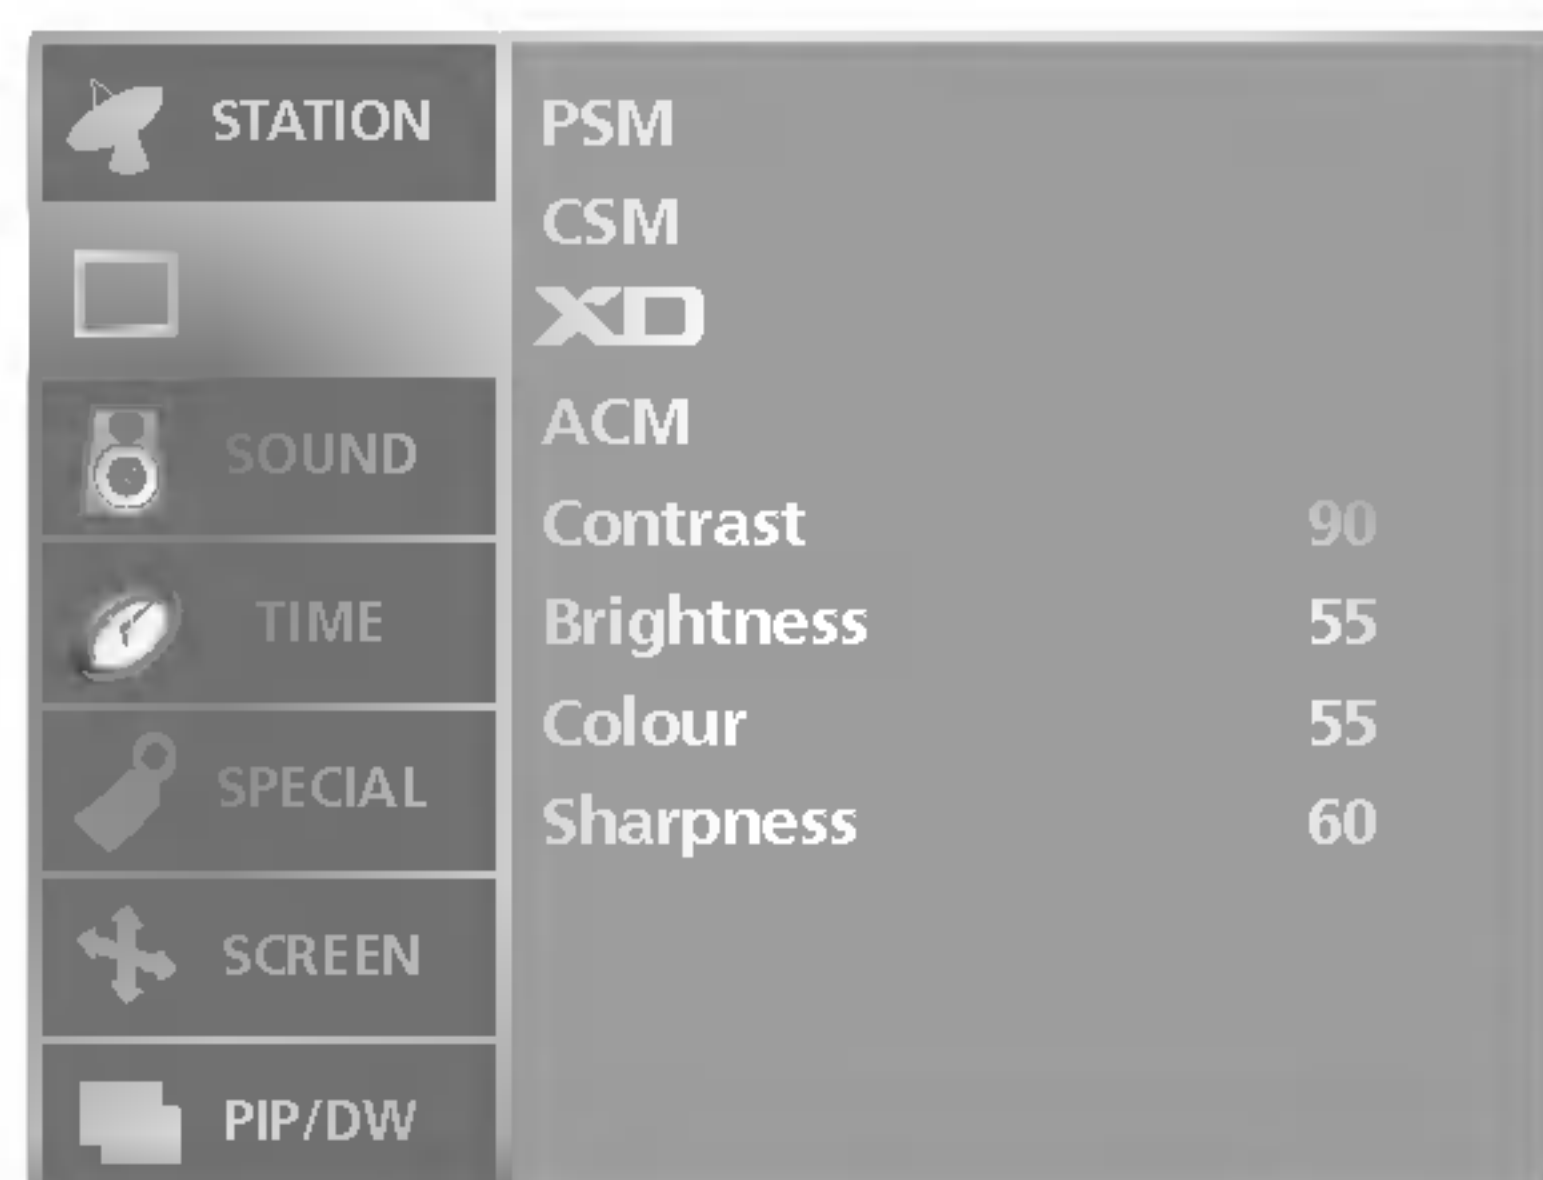 STATION
SOUND
TIME
SPECIAL
SCREEN
PIP/DW
PSM
CSM
XD
ACM
Contrast 90
Brightness 55
Colour 55
Sharpness 60